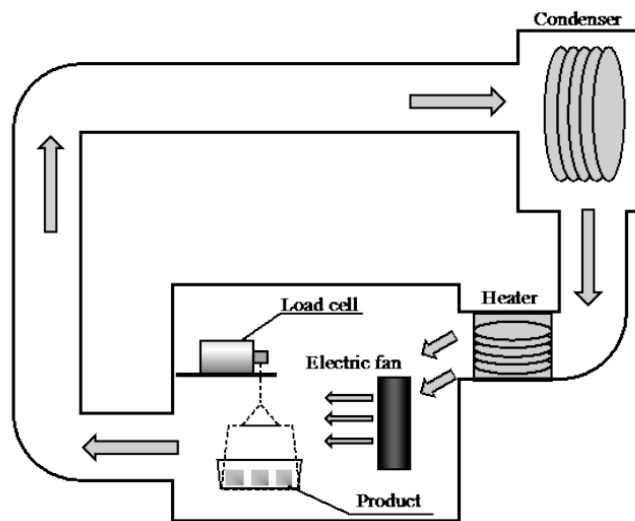 Condenser
Heater
Load cell
Electric fan
Product